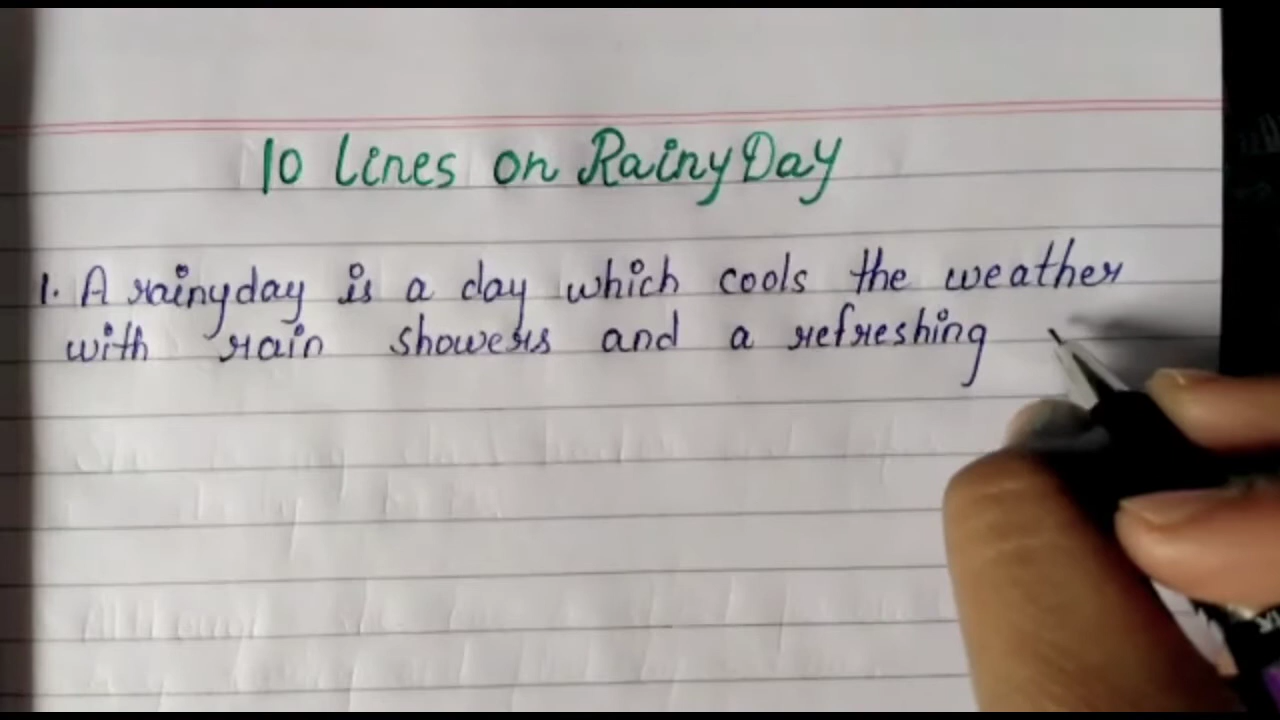 10 Lines on Rainy Day
1. A rainyday is a day which cools the weather
with rain showers and a refreshing